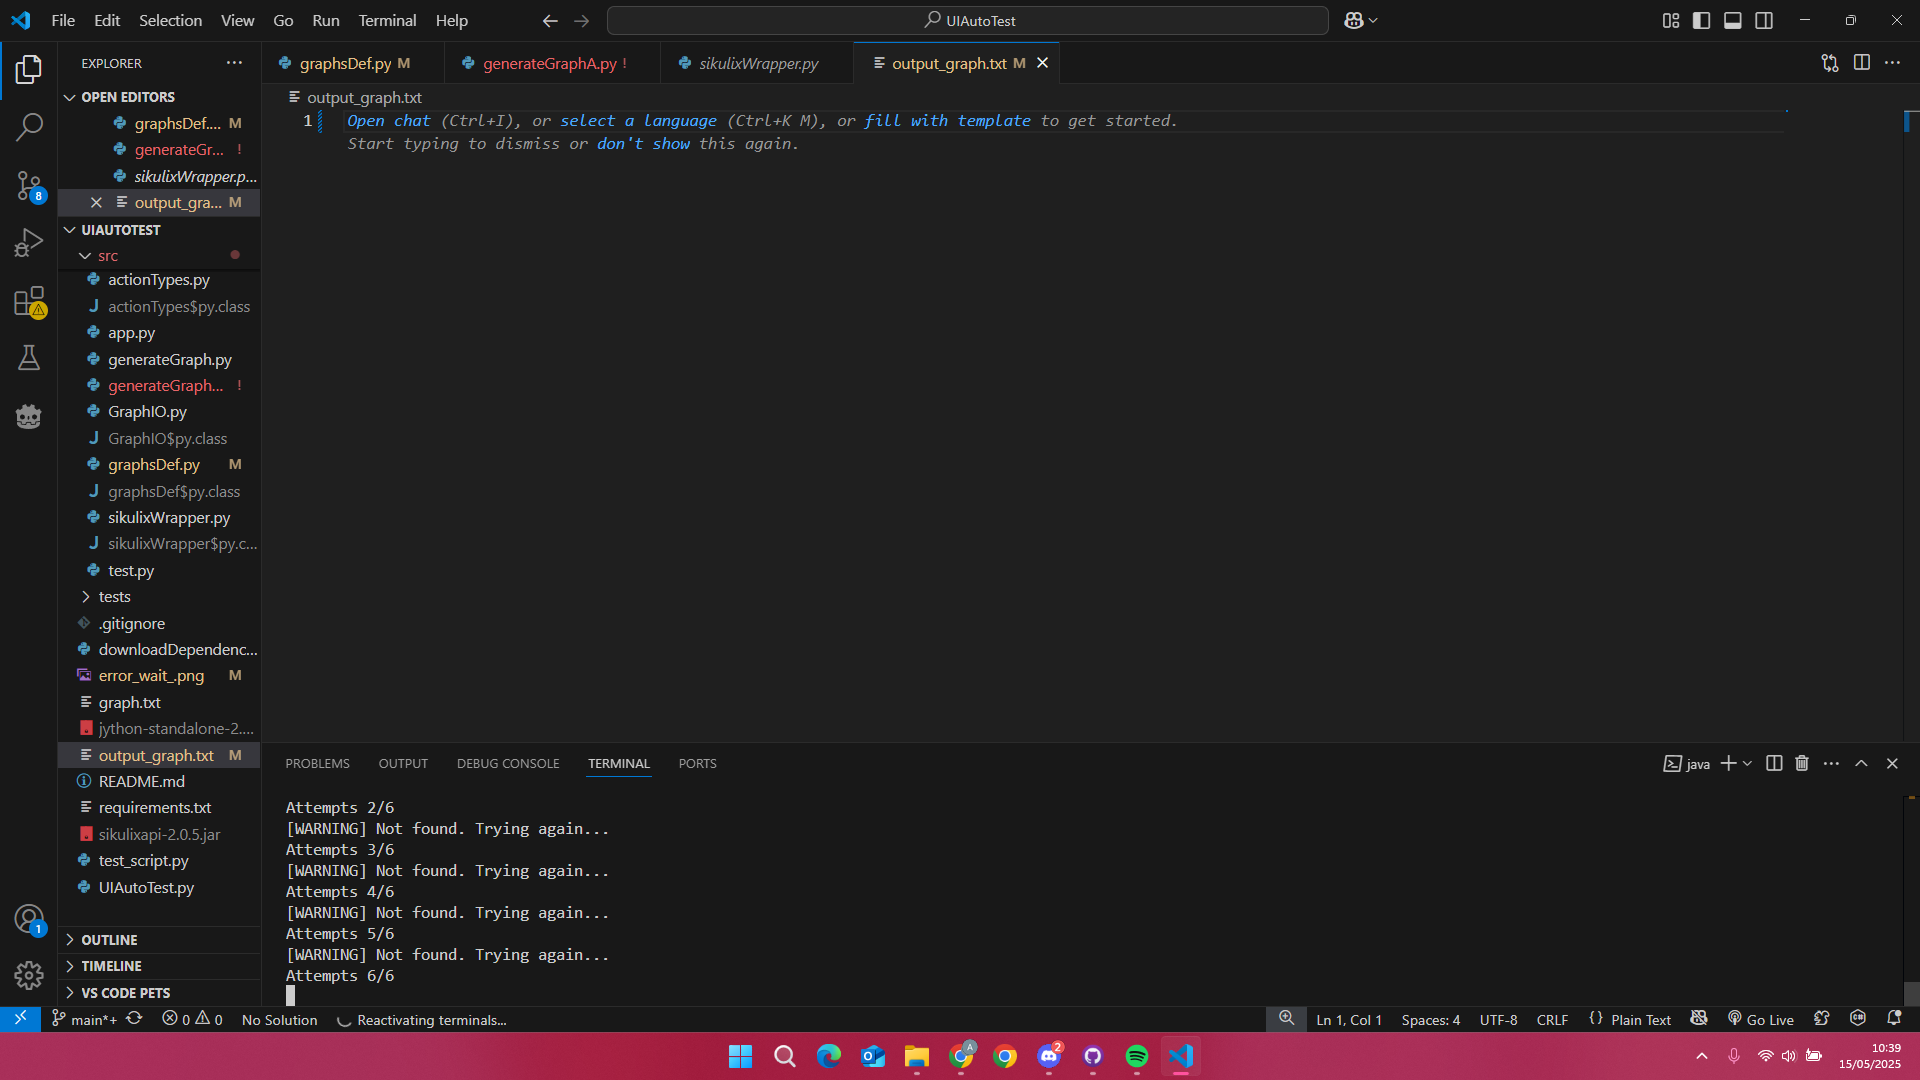 File Edit Selection View Go Run Terminal Help
UIAutoTest
EXPLORER
OPEN EDITORS
graphsDef.... M
generateGr... !
sikulixWrapper.p...
output_gra... M
UIAUTOTEST
src
actionTypes.py
actionTypes$py.class
app.py
generateGraph.py
generateGraph... !
GraphIO.py
GraphIO$py.class
graphsDef.py M
graphsDef$py.class
sikulixWrapper.py
sikulixWrapper$py.c...
test.py
tests
.gitignore
downloadDependenc...
error_wait_.png M
graph.txt
jython-standalone-2....
output_graph.txt M
README.md
requirements.txt
sikulixapi-2.0.5.jar
test_script.py
UIAutoTest.py
OUTLINE
TIMELINE
VS CODE PETS
8
1
graphsDef.py M
generateGraphA.py !
sikulixWrapper.py
output_graph.txt M
output_graph.txt
1
Open chat (Ctrl+I), or select a language (Ctrl+K M), or fill with template to get started.
Start typing to dismiss or don't show this again.
PROBLEMS OUTPUT DEBUG CONSOLE TERMINAL PORTS
java
Attempts 2/6
[WARNING] Not found. Trying again...
Attempts 3/6
[WARNING] Not found. Trying again...
Attempts 4/6
[WARNING] Not found. Trying again...
Attempts 5/6
[WARNING] Not found. Trying again...
Attempts 6/6
main*+ 0 0 No Solution Reactivating terminals...
Ln 1, Col 1 Spaces: 4 UTF-8 CRLF {} Plain Text Go Live
A
2
10:39
15/05/2025